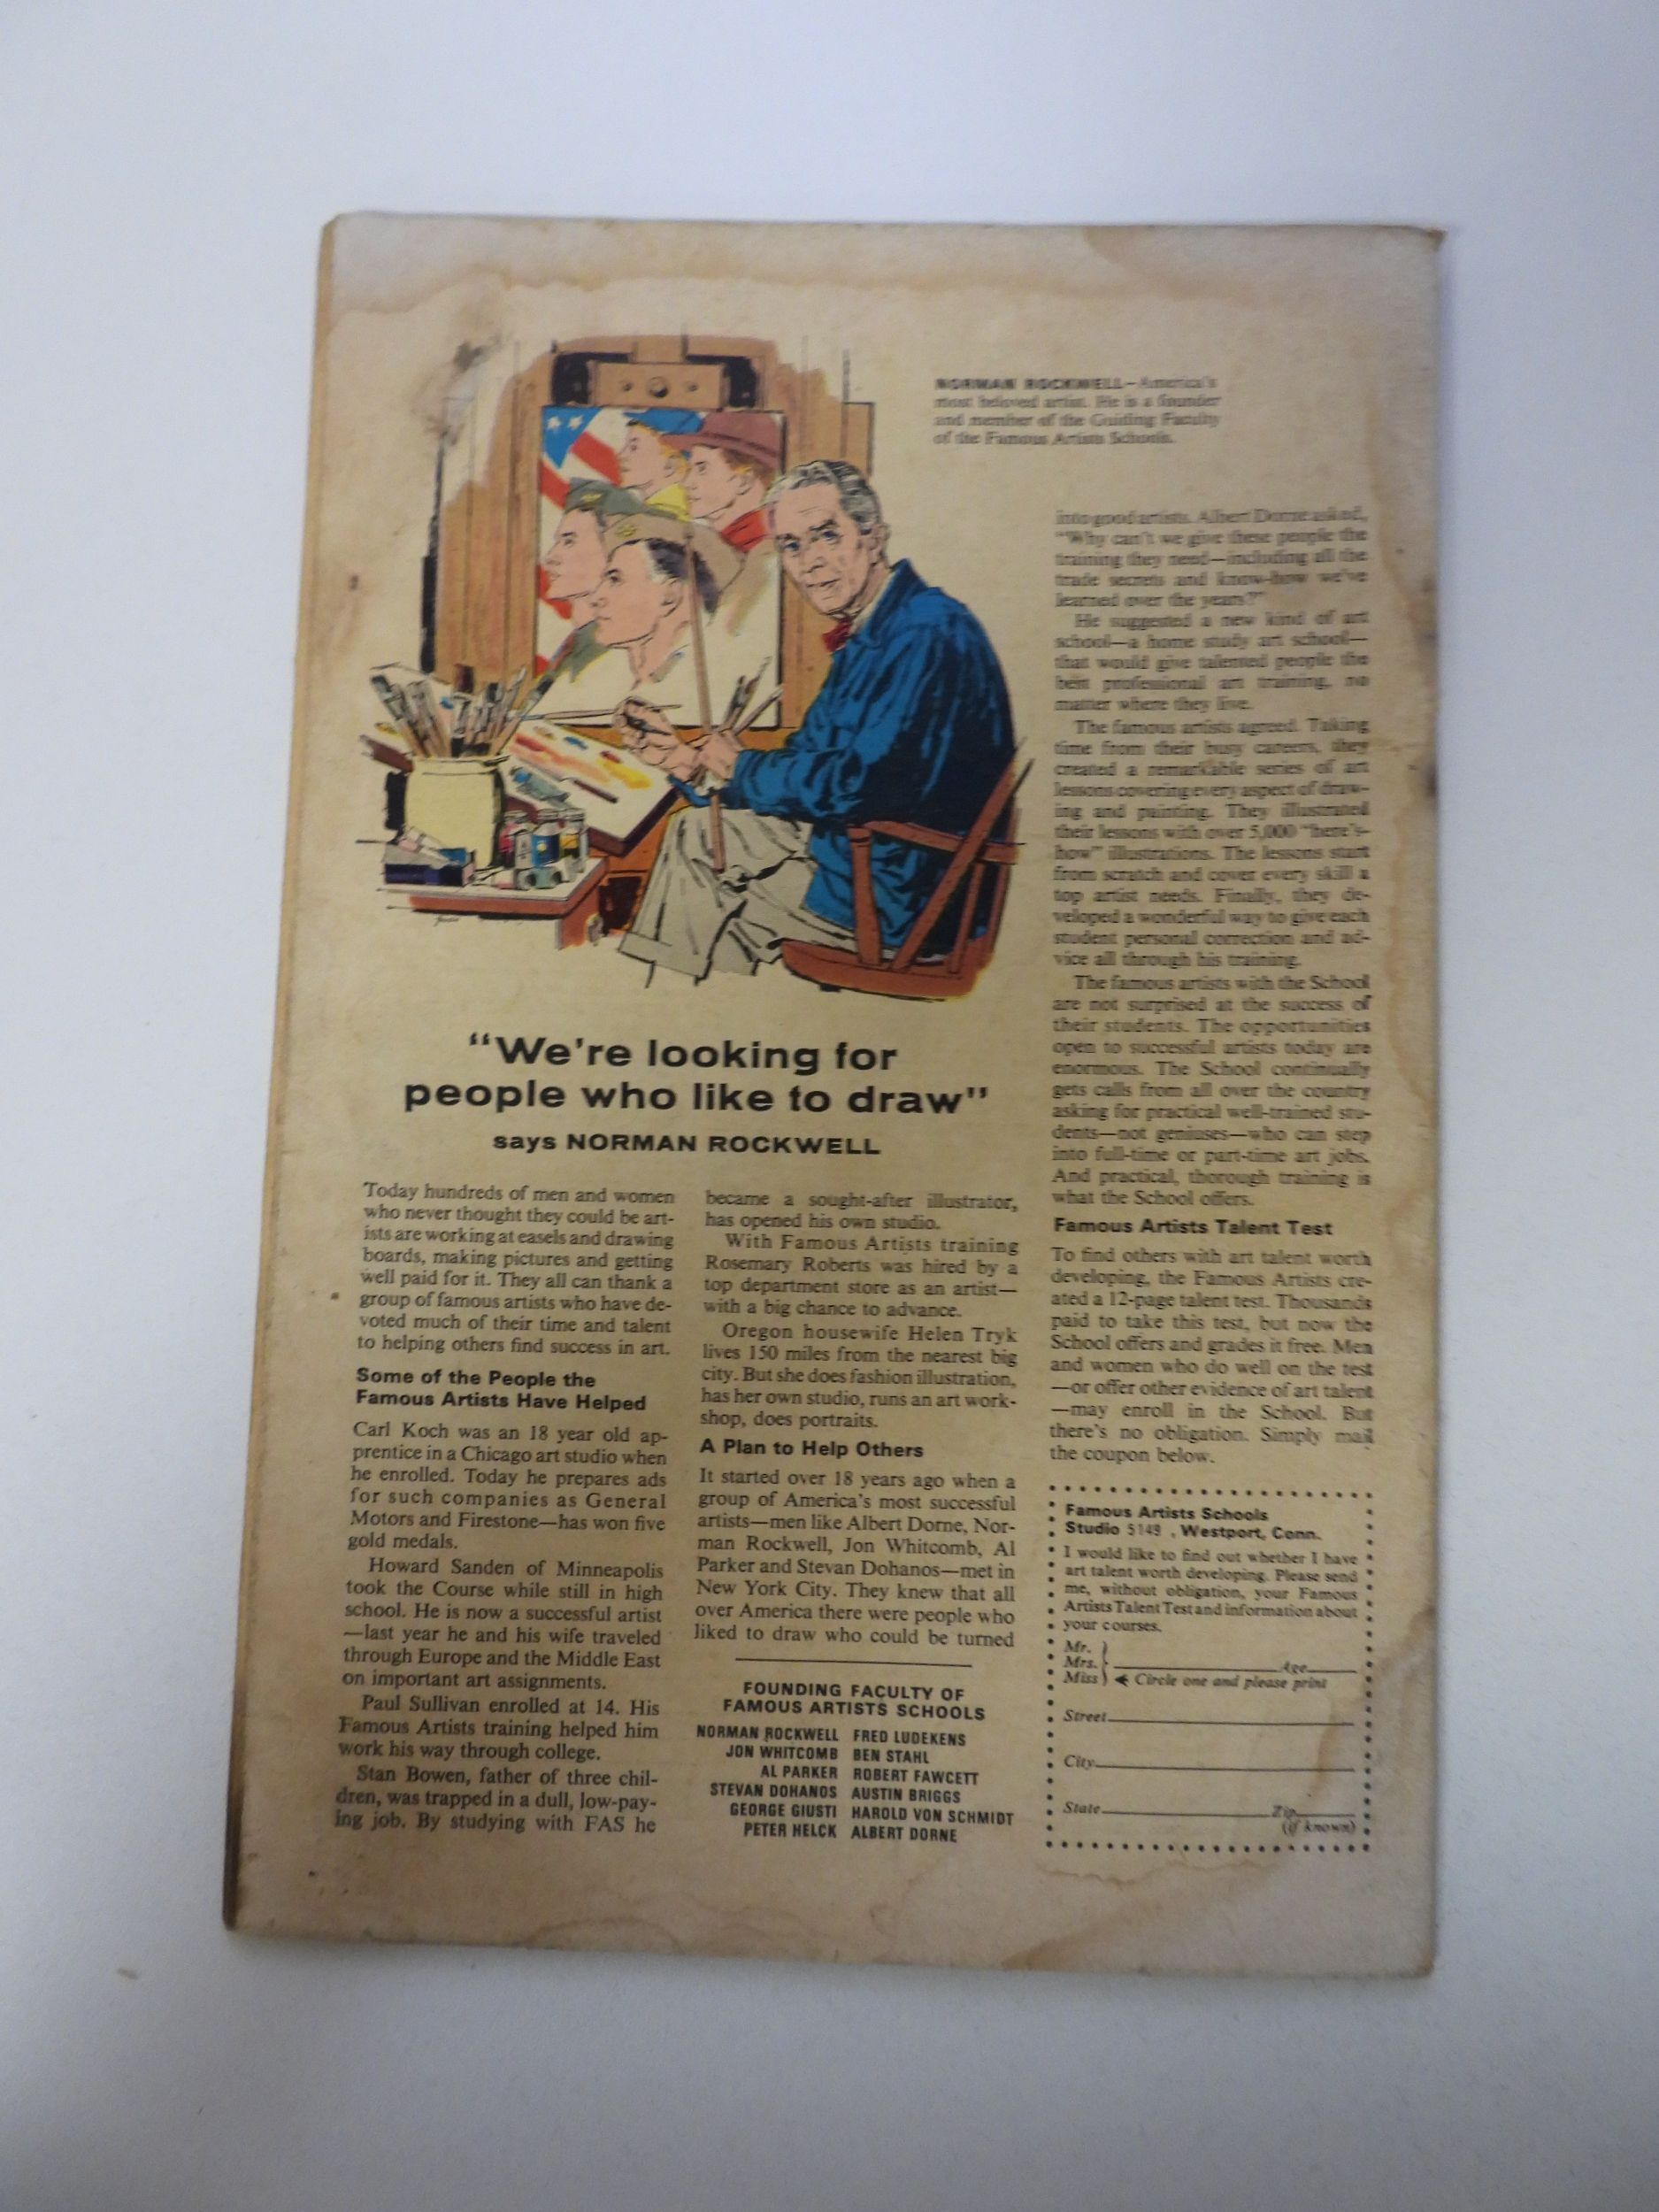 NORMAN ROCKWELL—America's
most beloved artist. He is a founder
and member of the Guiding Faculty
of the Famous Artists Schools.
"We're looking for
people who like to draw"
says NORMAN ROCKWELL
Today hundreds of men and women
who never thought they could be art-
ists are working at easels and drawing
boards, making pictures and getting
well paid for it. They all can thank a
group of famous artists who have de-
voted much of their time and talent
to helping others find success in art.
Some of the People the
Famous Artists Have Helped
Carl Koch was an 18 year old ap-
prentice in a Chicago art studio when
he enrolled. Today he prepares ads
for such companies as General
Motors and Firestone—has won five
gold medals.
Howard Sanden of Minneapolis
took the Course while still in high
school. He is now a successful artist
—last year he and his wife traveled
through Europe and the Middle East
on important art assignments.
Paul Sullivan enrolled at 14. His
Famous Artists training helped him
work his way through college.
Stan Bowen, father of three chil-
dren, was trapped in a dull, low-pay-
ing job. By studying with FAS he
became a sought-after illustrator,
has opened his own studio.
With Famous Artists training
Rosemary Roberts was hired by a
top department store as an artist—
with a big chance to advance.
Oregon housewife Helen Tryk
lives 150 miles from the nearest big
city. But she does fashion illustration,
has her own studio, runs an art work-
shop, does portraits.
A Plan to Help Others
It started over 18 years ago when a
group of America's most successful
artists—men like Albert Dorne, Nor-
man Rockwell, Jon Whitcomb, Al
Parker and Stevan Dohanos—met in
New York City. They knew that all
over America there were people who
liked to draw who could be turned
into good artists. Albert Dorne asked,
"Why can't we give these people the
training they need—including all the
trade secrets and know-how we've
learned over the years?"
He suggested a new kind of art
school—a home study art school—
that would give talented people the
best professional art training, no
matter where they live.
The famous artists agreed. Taking
time from their busy careers, they
created a remarkable series of art
lessons covering every aspect of draw-
ing and painting. They illustrated
their lessons with over 5,000 "here's-
how" illustrations. The lessons start
from scratch and cover every skill a
top artist needs. Finally, they de-
veloped a wonderful way to give each
student personal correction and ad-
vice all through his training.
The famous artists with the School
are not surprised at the success of
their students. The opportunities
open to successful artists today are
enormous. The School continually
gets calls from all over the country
asking for practical well-trained stu-
dents—not geniuses—who can step
into full-time or part-time art jobs.
And practical, thorough training is
what the School offers.
Famous Artists Talent Test
To find others with art talent worth
developing, the Famous Artists cre-
ated a 12-page talent test. Thousands
paid to take this test, but now the
School offers and grades it free. Men
and women who do well on the test
—or offer other evidence of art talent
—may enroll in the School. But
there's no obligation. Simply mail
the coupon below.
FOUNDING FACULTY OF
FAMOUS ARTISTS SCHOOLS
NORMAN ROCKWELL FRED LUDEKENS
JON WHITCOMB BEN STAHL
AL PARKER ROBERT FAWCETT
STEVAN DOHANOS AUSTIN BRIGGS
GEORGE GIUSTI HAROLD VON SCHMIDT
PETER HELCK ALBERT DORNE
Famous Artists Schools
Studio 5149 , Westport, Conn.
I would like to find out whether I have
art talent worth developing. Please send
me, without obligation, your Famous
Artists Talent Test and information about
your courses.
Mr.
Mrs. Age
Miss Circle one and please print
Street
City
State Zip
(if known)